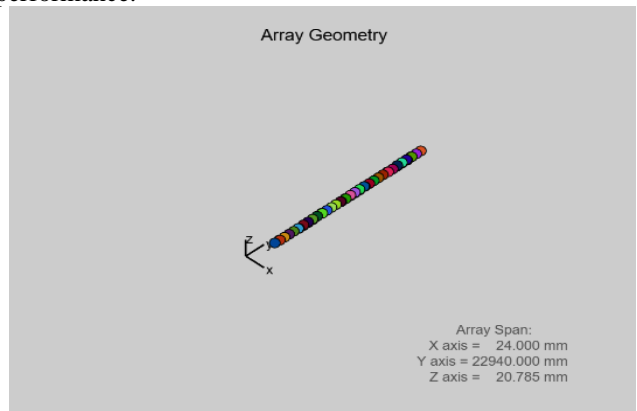 Array Geometry
Z
y
x
Array Span:
X axis = 24.000 mm
Y axis = 22940.000 mm
Z axis = 20.785 mm